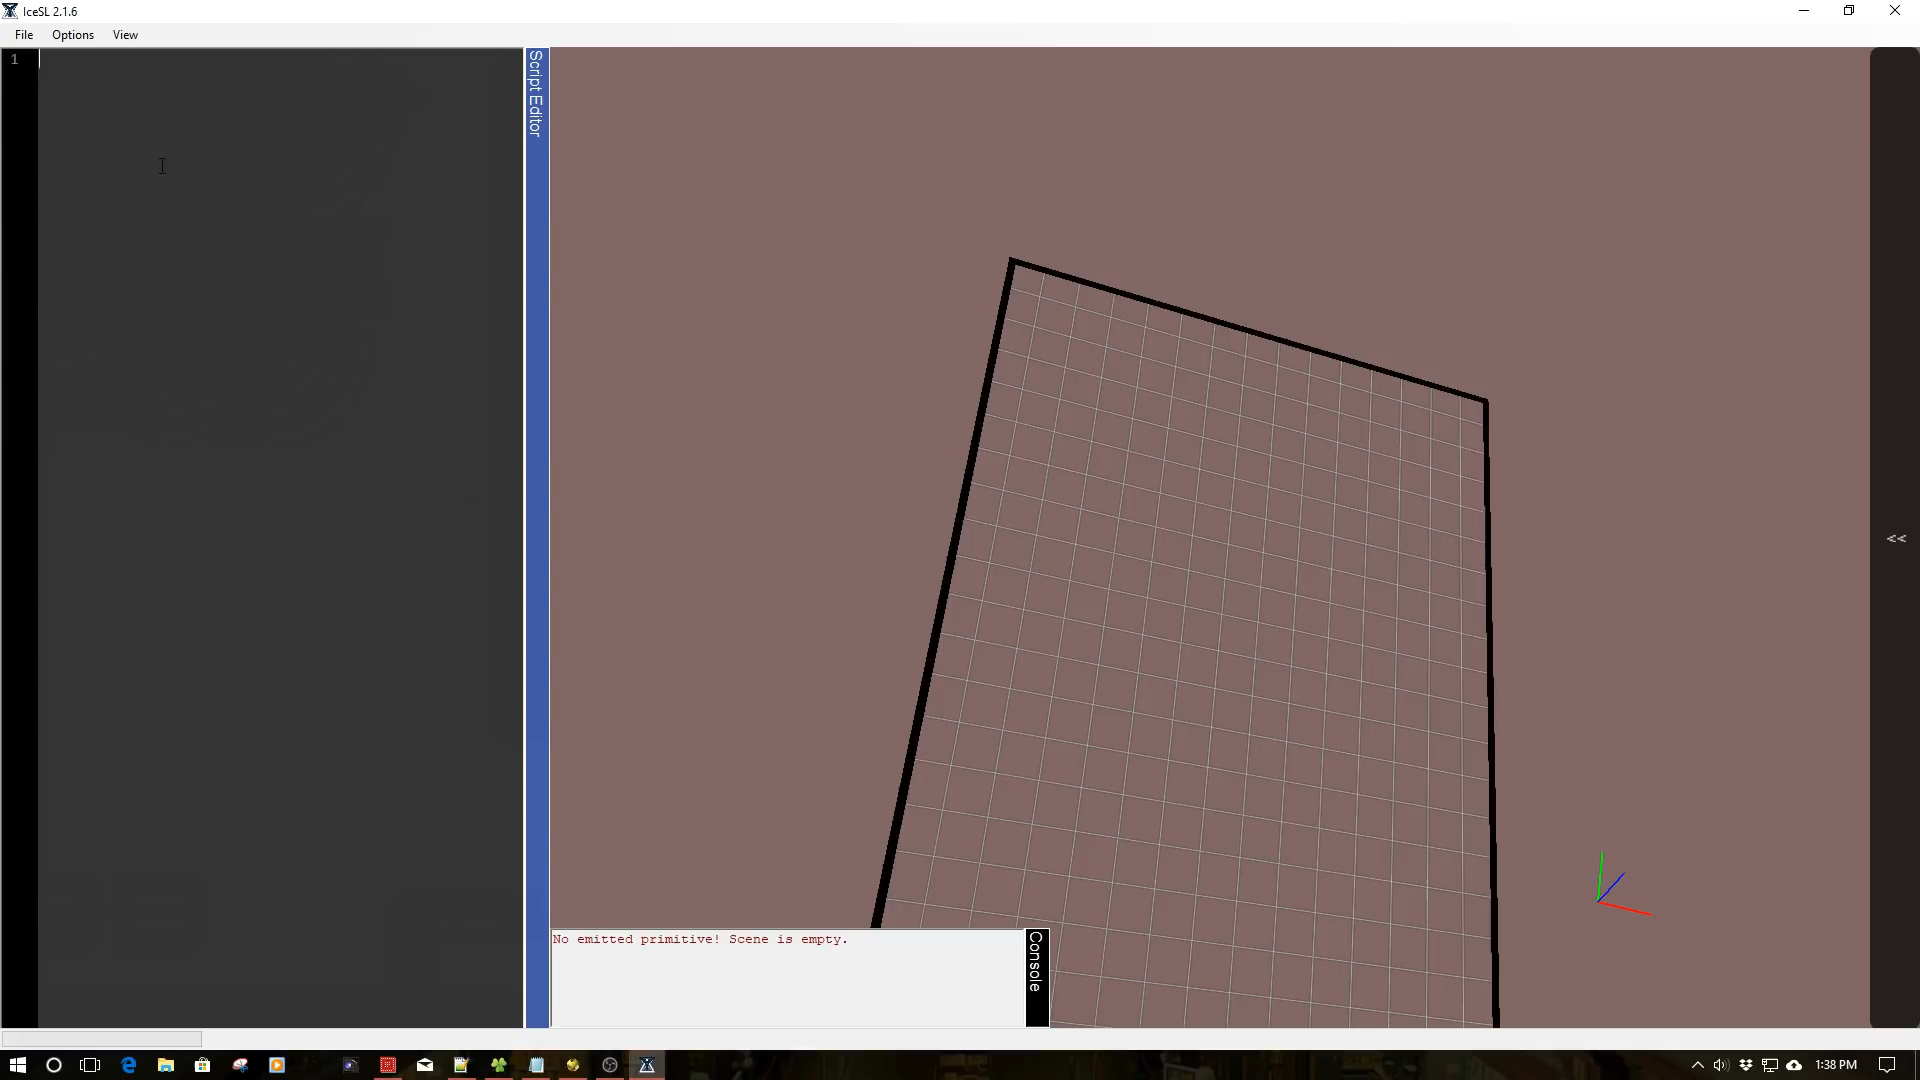 IceSL 2.1.6
File Options View
1
Script Editor
<<
No emitted primitive! Scene is empty.
Console
1:38 PM